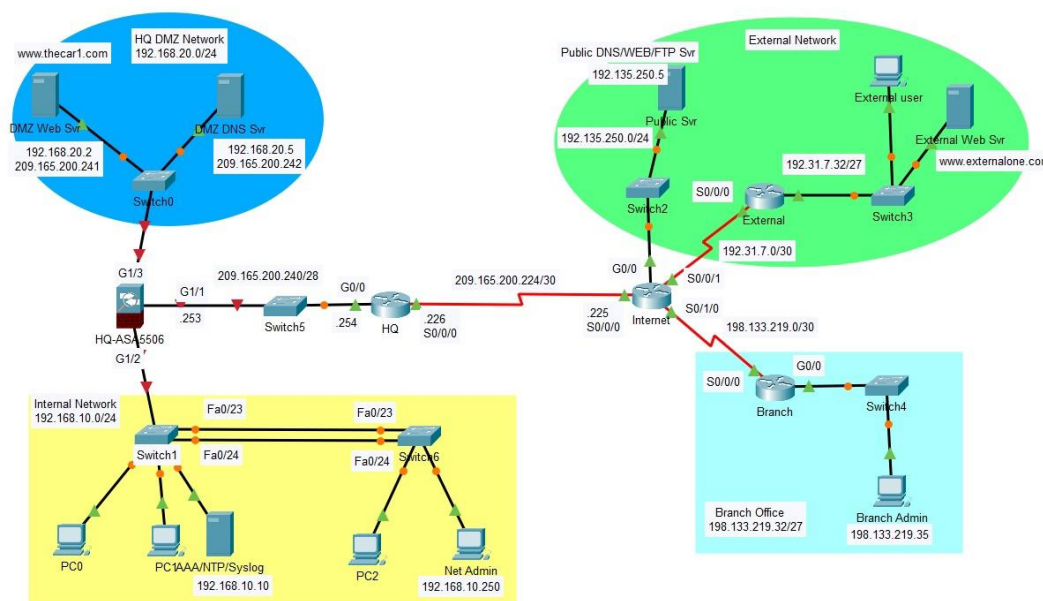 HQ DMZ Network
192.168.20.0/24
www.thecar1.com
DMZ Web Svr
DMZ DNS Svr
192.168.20.2
209.165.200.241
192.168.20.5
209.165.200.242
Switch0
G1/3
G1/1
.253
HQ-ASA5506
G1/2
209.165.200.240/28
Switch5
G0/0
.254
HQ
.226
S0/0/0
209.165.200.224/30
External Network
Public DNS/WEB/FTP Svr
192.135.250.5
Public Svr
192.135.250.0/24
Switch2
G0/0
External user
External Web Svr
www.externalone.com
192.31.7.32/27
Switch3
S0/0/0
External
192.31.7.0/30
S0/0/1
.225
S0/0/0
Internet
S0/1/0
198.133.219.0/30
S0/0/0
G0/0
Branch
Switch4
Branch Office
198.133.219.32/27
Branch Admin
198.133.219.35
Internal Network
192.168.10.0/24
Fa0/23
Fa0/23
Switch1
Fa0/24
Fa0/24
Switch6
PC0
PC1
AAA/NTP/Syslog
192.168.10.10
PC2
Net Admin
192.168.10.250